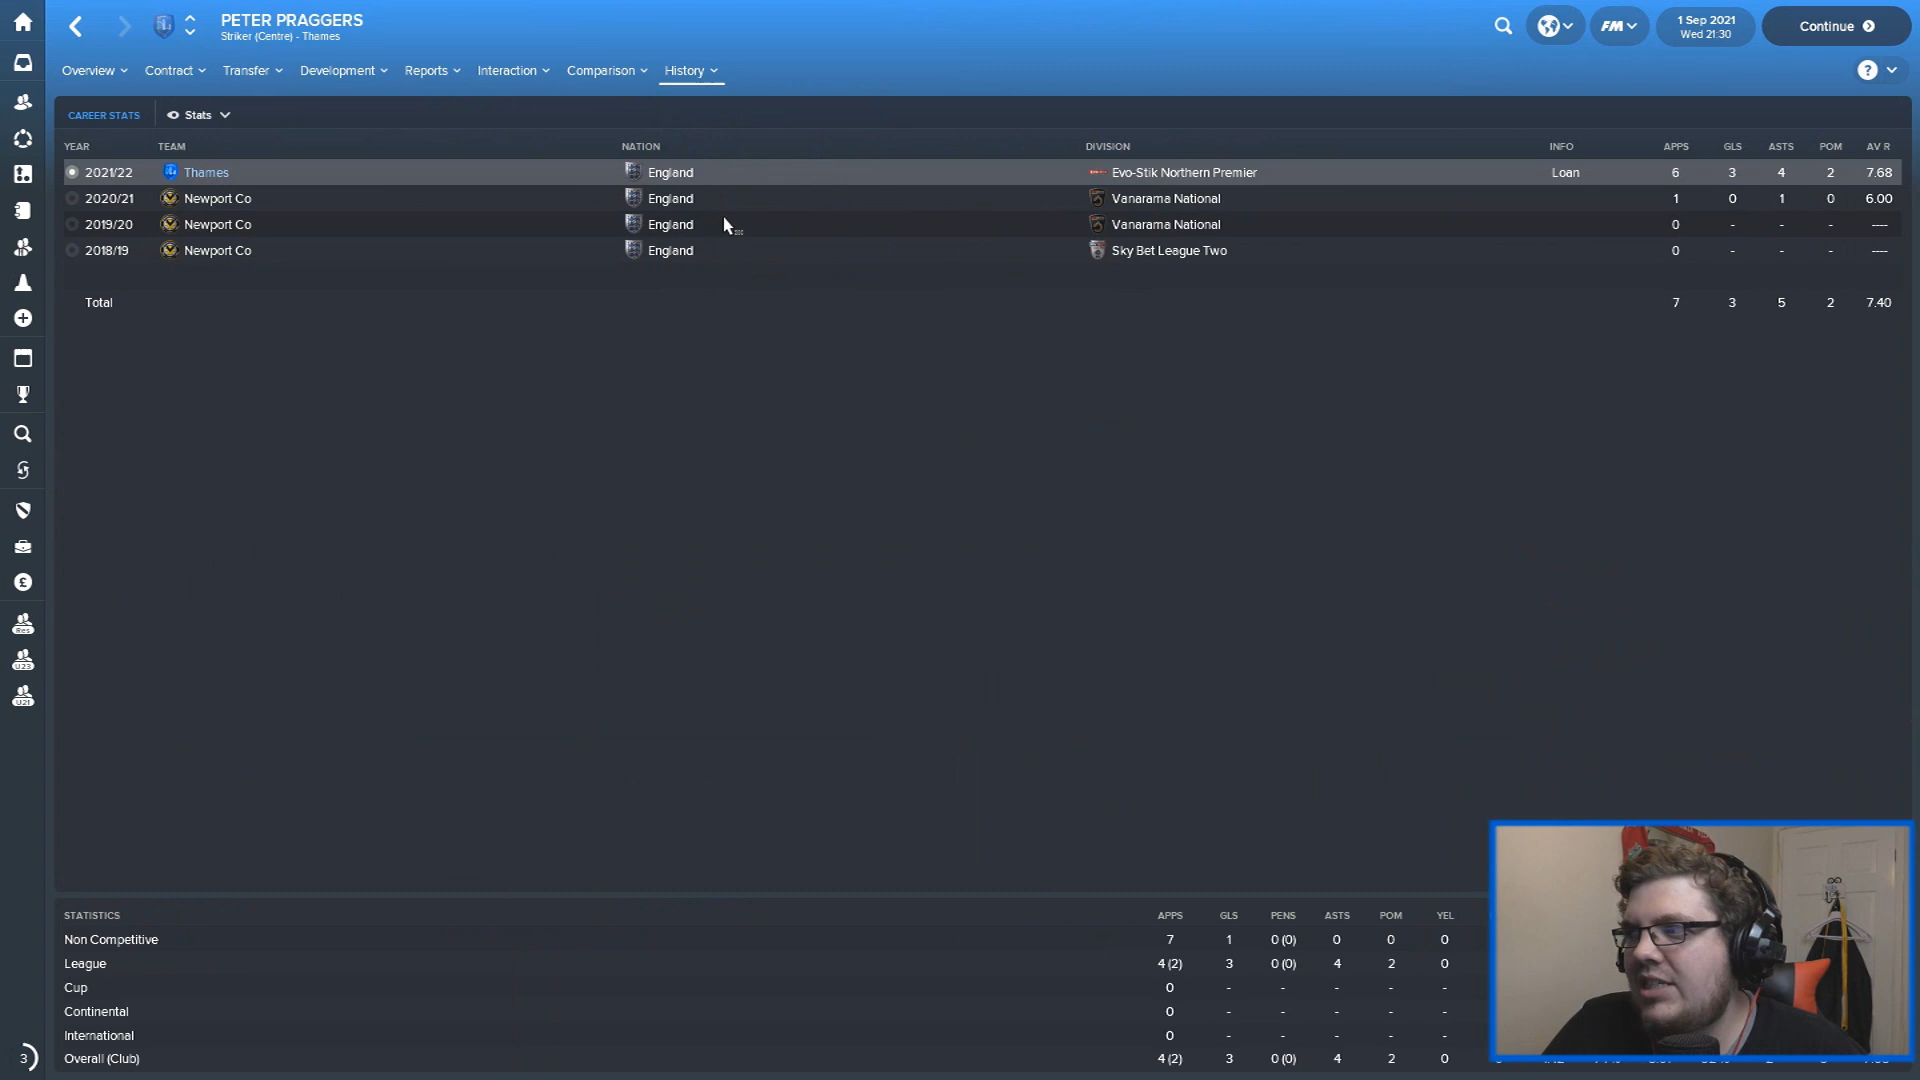 PETER PRAGGERS
Striker (Centre) - Thames
FM
1 Sep 2021
Wed 21:30
Continue
Overview
Contract
Transfer
Development
Reports
Interaction
Comparison
History
?
CAREER STATS
Stats
YEAR TEAM NATION DIVISION INFO APPS GLS ASTS POM AV R
2021/22 Thames England Evo-Stik Northern Premier Loan 6 3 4 2 7.68
2020/21 Newport Co England Vanarama National 1 0 1 0 6.00
2019/20 Newport Co England Vanarama National 0 - - - ----
2018/19 Newport Co England Sky Bet League Two 0 - - - ----
Total 7 3 5 2 7.40
Res
U23
U21
3
STATISTICS APPS GLS PENS ASTS POM YEL
Non Competitive 7 1 0 (0) 0 0 0
League 4 (2) 3 0 (0) 4 2 0
Cup 0 - - - - -
Continental 0 - - - - -
International 0 - - - - -
Overall (Club) 4 (2) 3 0 (0) 4 2 0